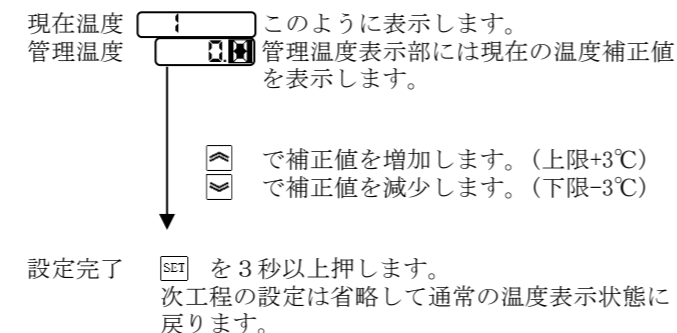 現在温度 1 このように表示します。
管理温度 0. 管理温度表示部には現在の温度補正値
を表示します。
で補正値を増加します。(上限+3℃)
で補正値を減少します。(下限-3℃)
設定完了 SET を3秒以上押します。
次工程の設定は省略して通常の温度表示状態に
戻ります。